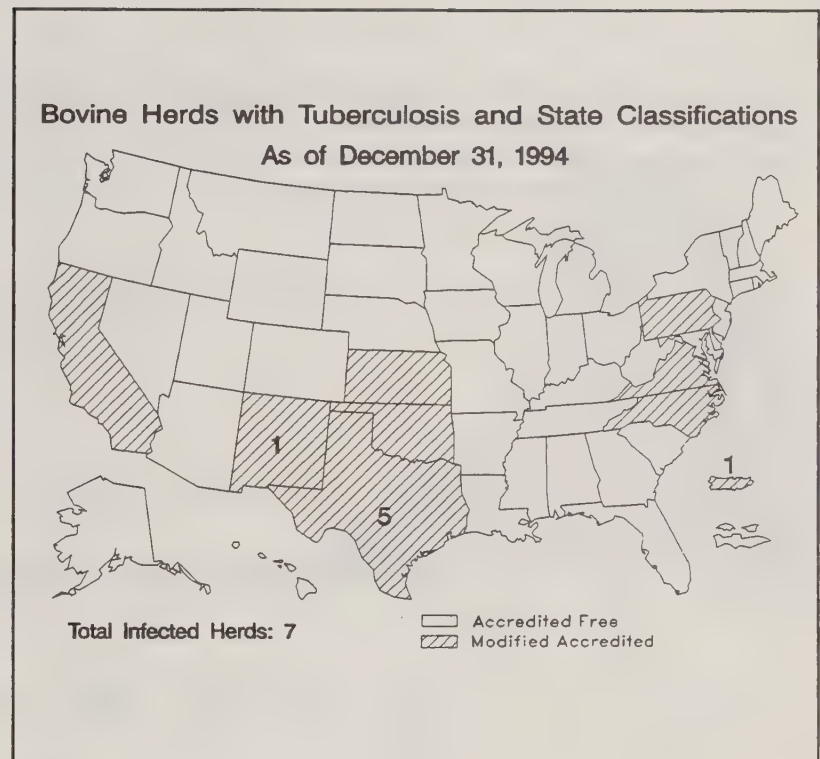 Bovine Herds with Tuberculosis and State Classifications
As of December 31, 1994
1
5
1
Total Infected Herds: 7
Accredited Free
Modified Accredited